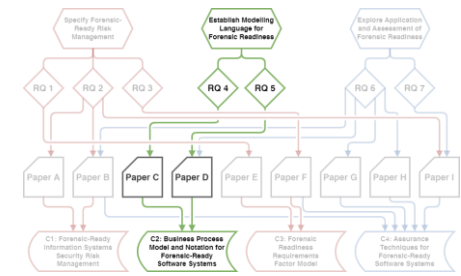 Specify Forensic-
Ready Risk
Management
Establish Modelling
Language for
Forensic Readiness
Explore Application
and Assessment of
Forensic Readiness
RQ 1
RQ 2
RQ 3
RQ 4
RQ 5
RQ 6
RQ 7
Paper A
Paper B
Paper C
Paper D
Paper E
Paper F
Paper G
Paper H
Paper I
C1: Forensic-Ready
Information Systems
Security Risk
Management
C2: Business Process
Model and Notation for
Forensic-Ready
Software Systems
C3: Forensic
Readiness
Requirements
Factor Model
C4: Assurance
Techniques for
Forensic-Ready
Software Systems